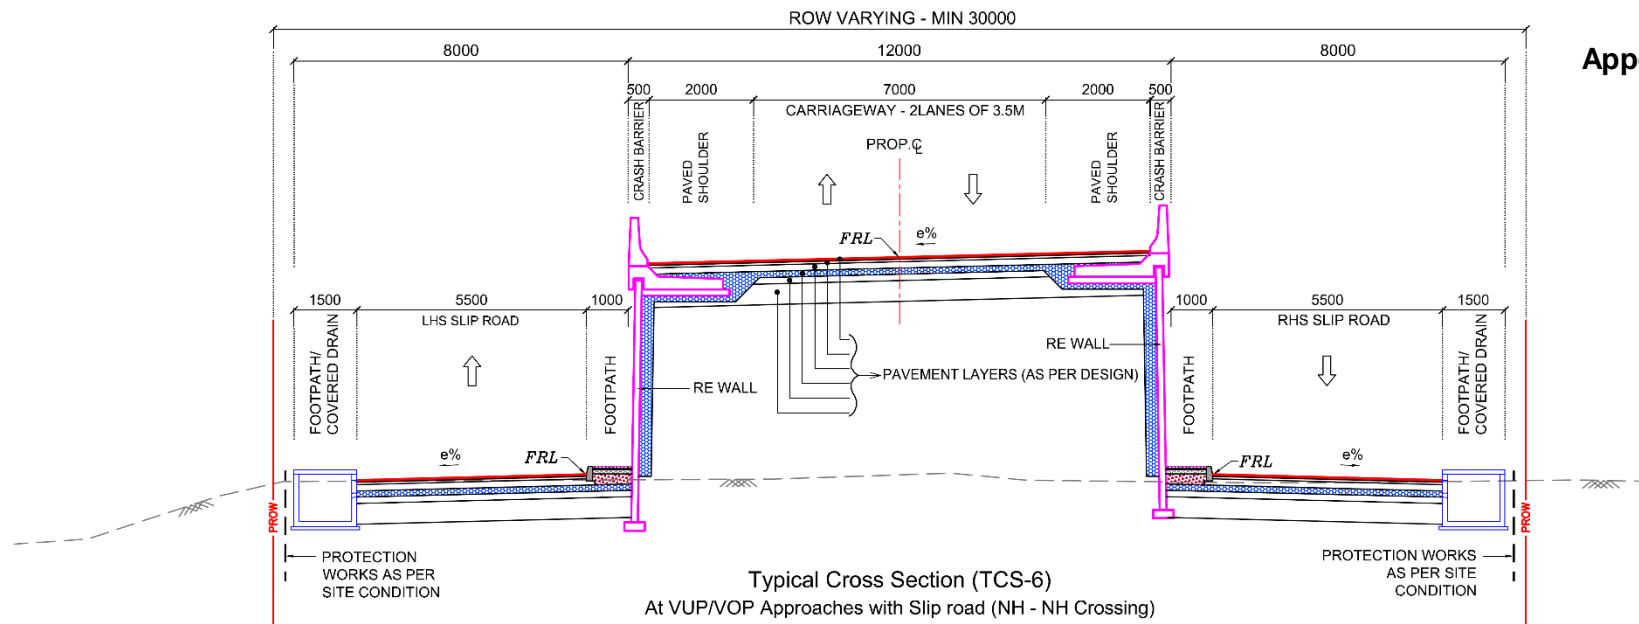 ROW VARYING - MIN 30000
8000
12000
8000
Appe
500
2000
7000
2000
500
CARRIAGEWAY - 2LANES OF 3.5M
CRASH BARRIER
PAVED
SHOULDER
PROP.℄
PAVED
SHOULDER
CRASH BARRIER
FRL
e%
1500
5500
1000
LHS SLIP ROAD
1000
5500
1500
RHS SLIP ROAD
FOOTPATH/
COVERED DRAIN
FOOTPATH
RE WALL
PAVEMENT LAYERS (AS PER DESIGN)
RE WALL
FOOTPATH
FOOTPATH/
COVERED DRAIN
e%
FRL
FRL
e%
PROW
PROW
PROTECTION
WORKS AS PER
SITE CONDITION
PROTECTION WORKS
AS PER SITE
CONDITION
Typical Cross Section (TCS-6)
At VUP/VOP Approaches with Slip road (NH - NH Crossing)